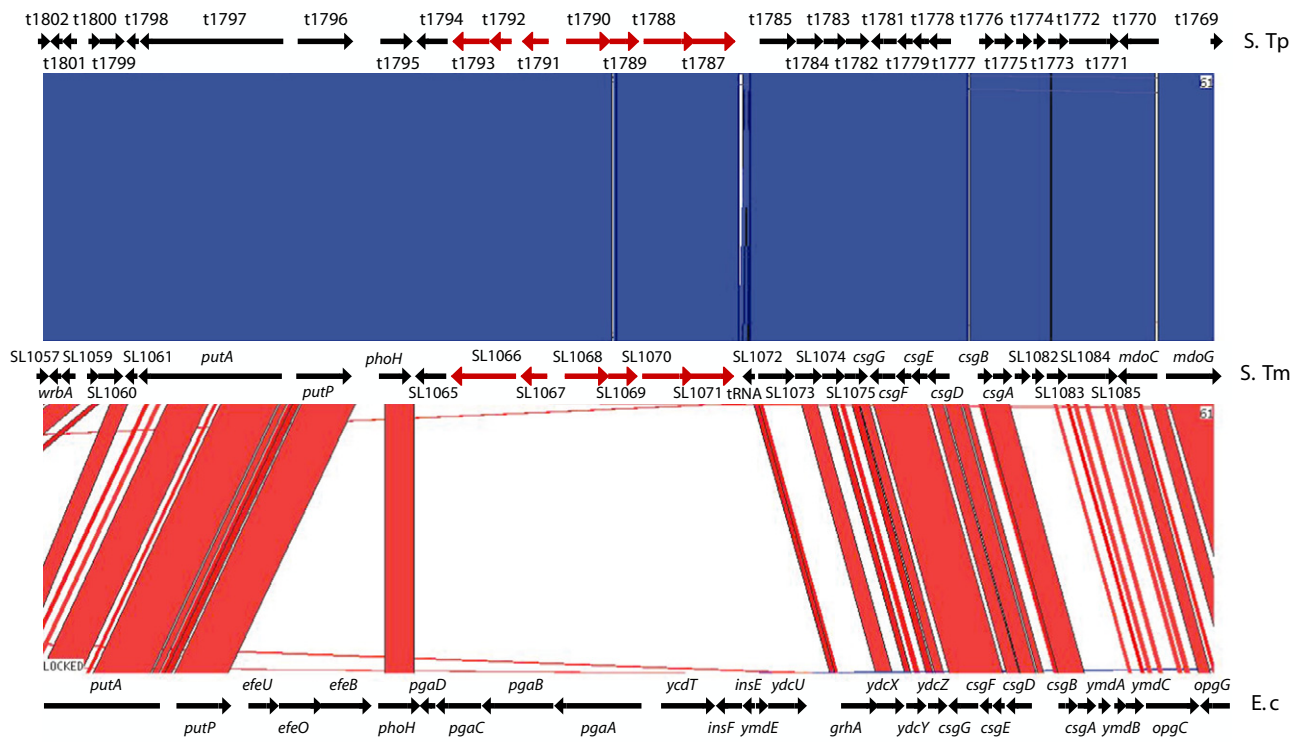 t1802 t1800 t1798 t1797 t1796 t1794 t1792 t1790 t1788 t1785 t1783 t1781 t1778 t1776 t1774 t1772 t1770 t1769
S. Tp
t1801 t1799 t1795 t1793 t1791 t1789 t1787 t1784 t1782 t1779 t1777 t1775 t1773 t1771
61
SL1057 SL1059 SL1061 putA phoH SL1066 SL1068 SL1070 SL1072 SL1074 csgG csgE csgB SL1082 SL1084 mdoC mdoG
S. Tm
wrbA SL1060 putP SL1065 SL1067 SL1069 SL1071 tRNA SL1073 SL1075 csgF csgD csgA SL1083 SL1085
61
LOCKED
putA efeU efeB pgaD pgaB ycdT insE ydcU ydcX ydcZ csgF csgD csgB ymdA ymdC opgG
E. c
putP efeO phoH pgaC pgaA insF ymdE grhA ydcY csgG csgE csgA ymdB opgC